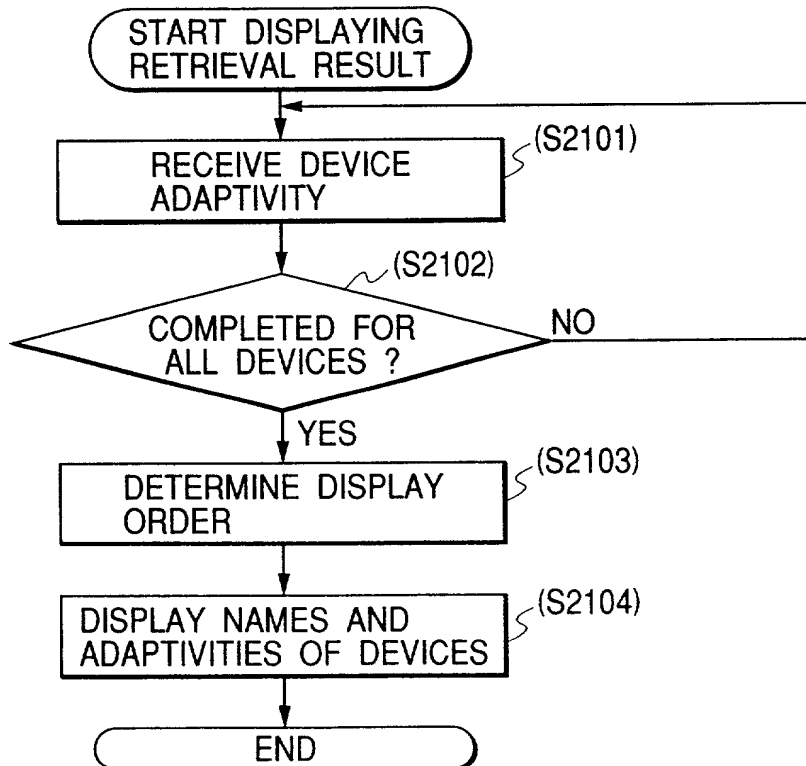 START DISPLAYING
RETRIEVAL RESULT
(S2101)
RECEIVE DEVICE
ADAPTIVITY
(S2102)
COMPLETED FOR
ALL DEVICES ?
NO
YES
(S2103)
DETERMINE DISPLAY
ORDER
(S2104)
DISPLAY NAMES AND
ADAPTIVITIES OF DEVICES
END